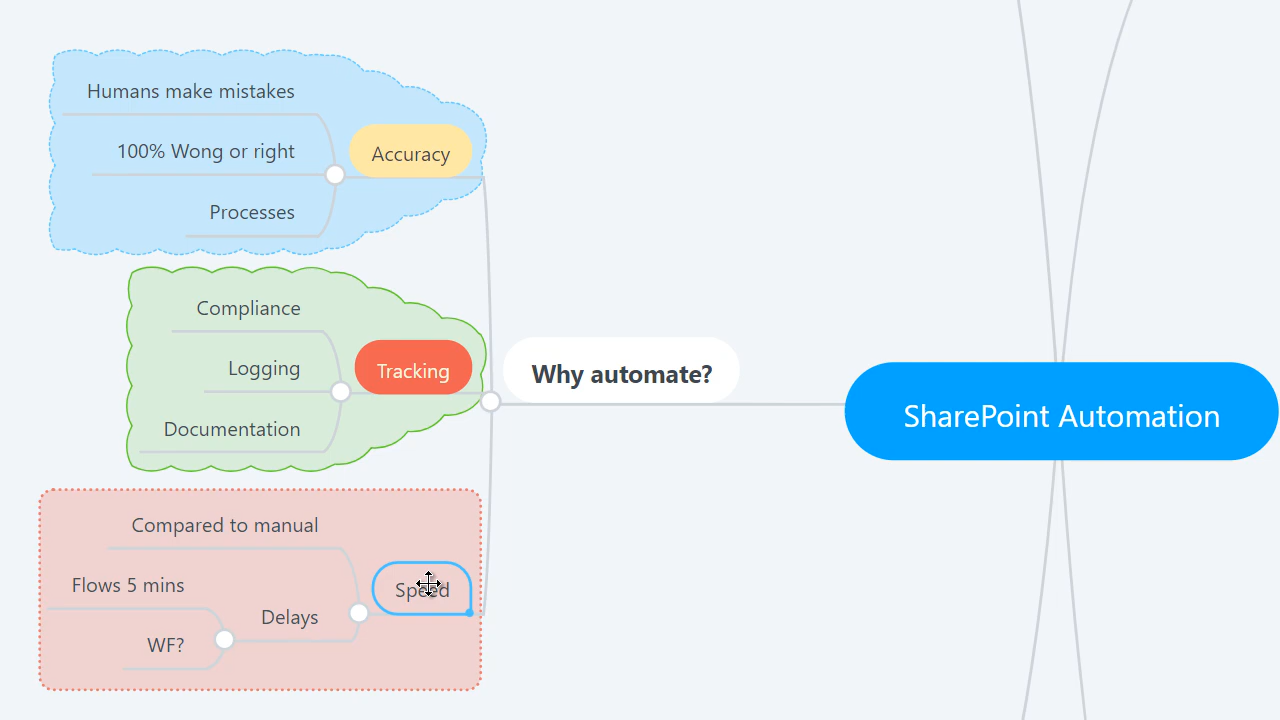 Humans make mistakes
100% Wong or right
Accuracy
Processes
Compliance
Logging
Tracking
Documentation
Why automate?
SharePoint Automation
Compared to manual
Flows 5 mins
Speed
Delays
WF?